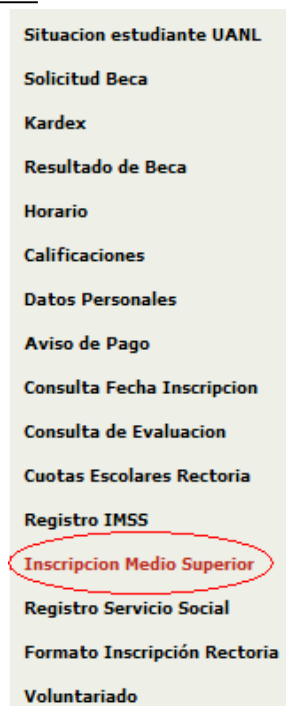 Situacion estudiante UANL
Solicitud Beca
Kardex
Resultado de Beca
Horario
Calificaciones
Datos Personales
Aviso de Pago
Consulta Fecha Inscripcion
Consulta de Evaluacion
Cuotas Escolares Rectoria
Registro IMSS
Inscripcion Medio Superior
Registro Servicio Social
Formato Inscripción Rectoria
Voluntariado